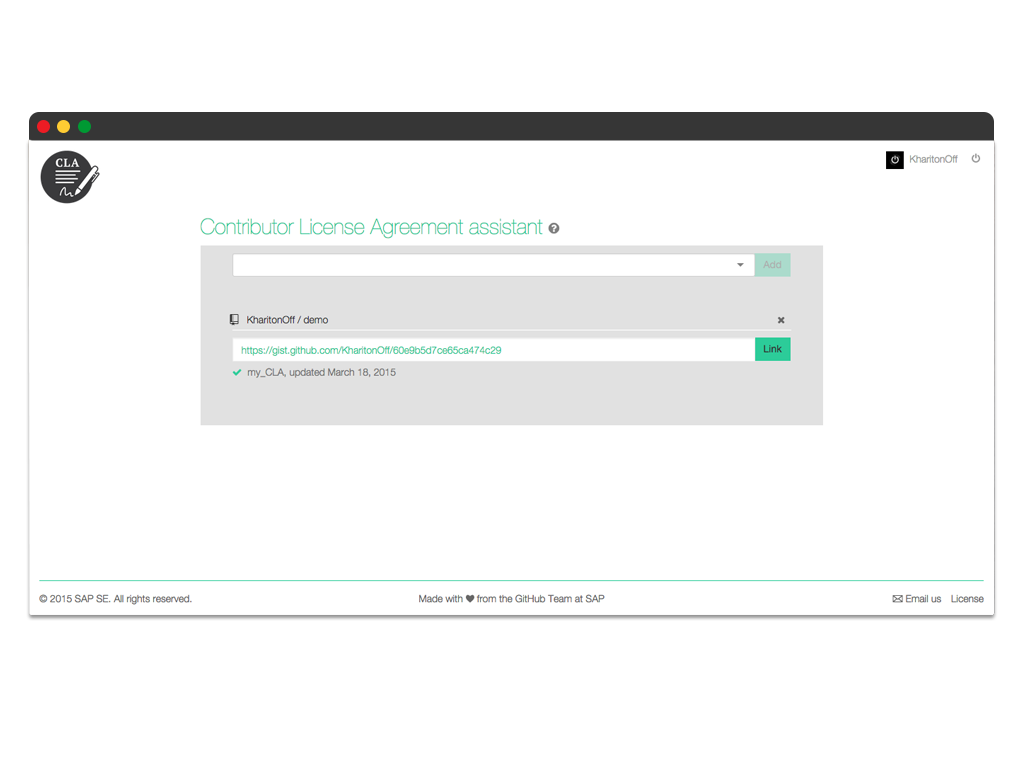 CLA
KharitonOff
Contributor License Agreement assistant ?
Add
KharitonOff / demo
https://gist.github.com/KharitonOff/60e9b5d7ce65ca474c29
Link
my_CLA, updated March 18, 2015
© 2015 SAP SE. All rights reserved.
Made with ♥ from the GitHub Team at SAP
Email us License